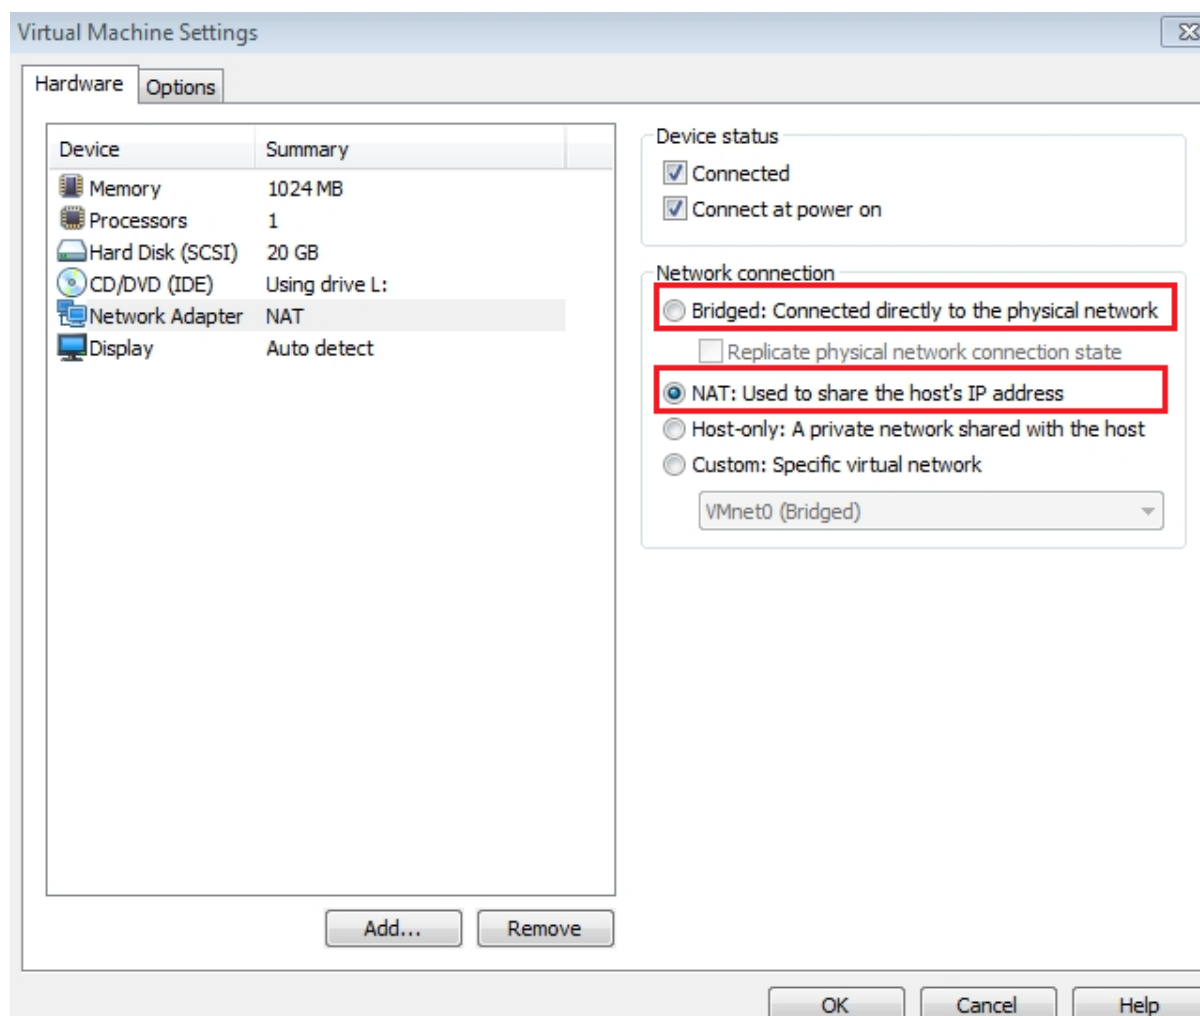 Virtual Machine Settings
Hardware Options
Device Summary
Memory 1024 MB
Processors 1
Hard Disk (SCSI) 20 GB
CD/DVD (IDE) Using drive L:
Network Adapter NAT
Display Auto detect
Add... Remove
Device status
Connected
Connect at power on
Network connection
Bridged: Connected directly to the physical network
Replicate physical network connection state
NAT: Used to share the host's IP address
Host-only: A private network shared with the host
Custom: Specific virtual network
VMnet0 (Bridged)
OK Cancel Help